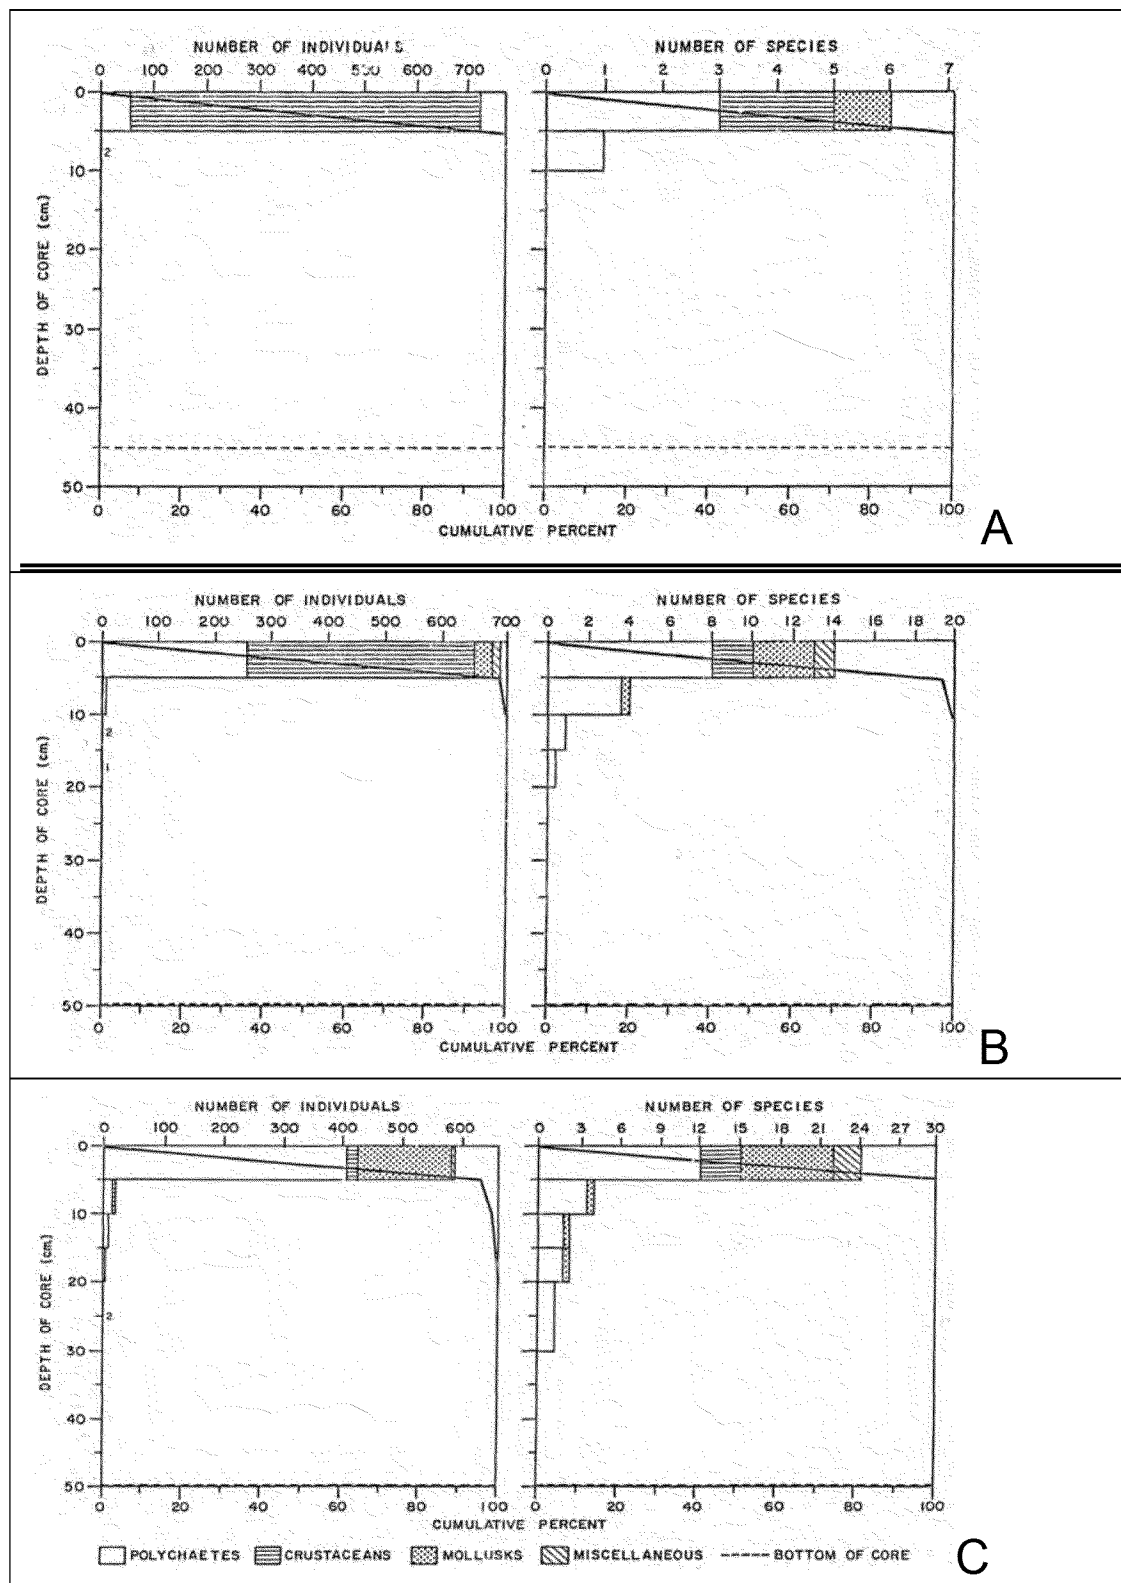 NUMBER OF INDIVIDUALS NUMBER OF SPECIES
0 100 200 300 400 500 600 700 0 1 3 4 5 6 7
0
2
10
20
30
40
50
DEPTH OF CORE (cm)
0 20 40 60 80 100 0 20 40 60 80 100
CUMULATIVE PERCENT
A
NUMBER OF INDIVIDUALS NUMBER OF SPECIES
0 100 200 300 400 500 600 700 0 2 4 6 8 10 12 14 16 18 20
0
10
2
1
20
30
40
50
DEPTH OF CORE (cm)
0 20 40 60 80 100 0 20 40 60 80 100
CUMULATIVE PERCENT
B
NUMBER OF INDIVIDUALS NUMBER OF SPECIES
0 100 200 300 400 500 600 0 3 6 9 12 15 18 21 24 27 30
0
10
20
2
30
40
50
DEPTH OF CORE (cm)
0 20 40 60 80 100 0 20 40 60 80 100
CUMULATIVE PERCENT
POLYCHAETES CRUSTACEANS MOLLUSKS MISCELLANEOUS BOTTOM OF CORE
C